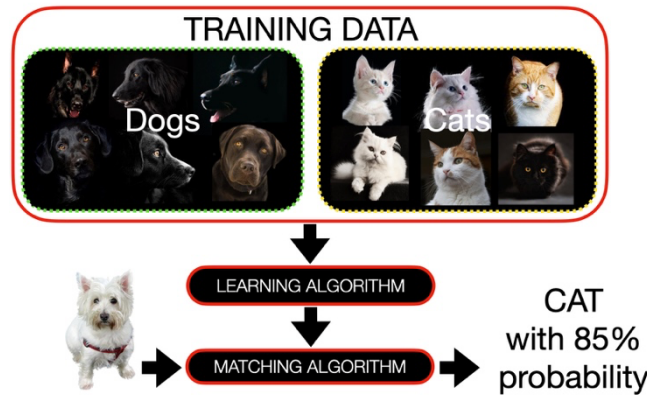 TRAINING DATA
Dogs
Cats
LEARNING ALGORITHM
MATCHING ALGORITHM
CAT
with 85%
probability